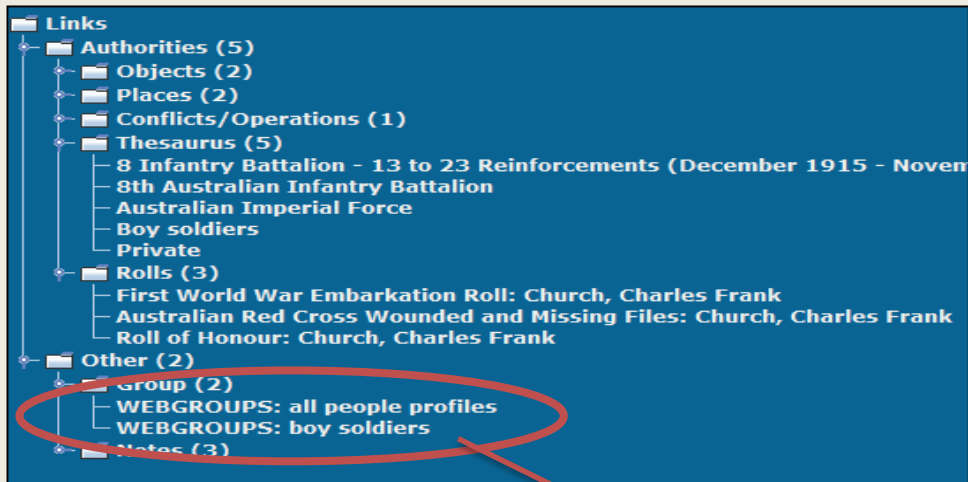 Links
Authorities (5)
Objects (2)
Places (2)
Conflicts/Operations (1)
Thesaurus (5)
8 Infantry Battalion - 13 to 23 Reinforcements (December 1915 - Novem
8th Australian Infantry Battalion
Australian Imperial Force
Boy soldiers
Private
Rolls (3)
First World War Embarkation Roll: Church, Charles Frank
Australian Red Cross Wounded and Missing Files: Church, Charles Frank
Roll of Honour: Church, Charles Frank
Other (2)
Group (2)
WEBGROUPS: all people profiles
WEBGROUPS: boy soldiers
Notes (3)